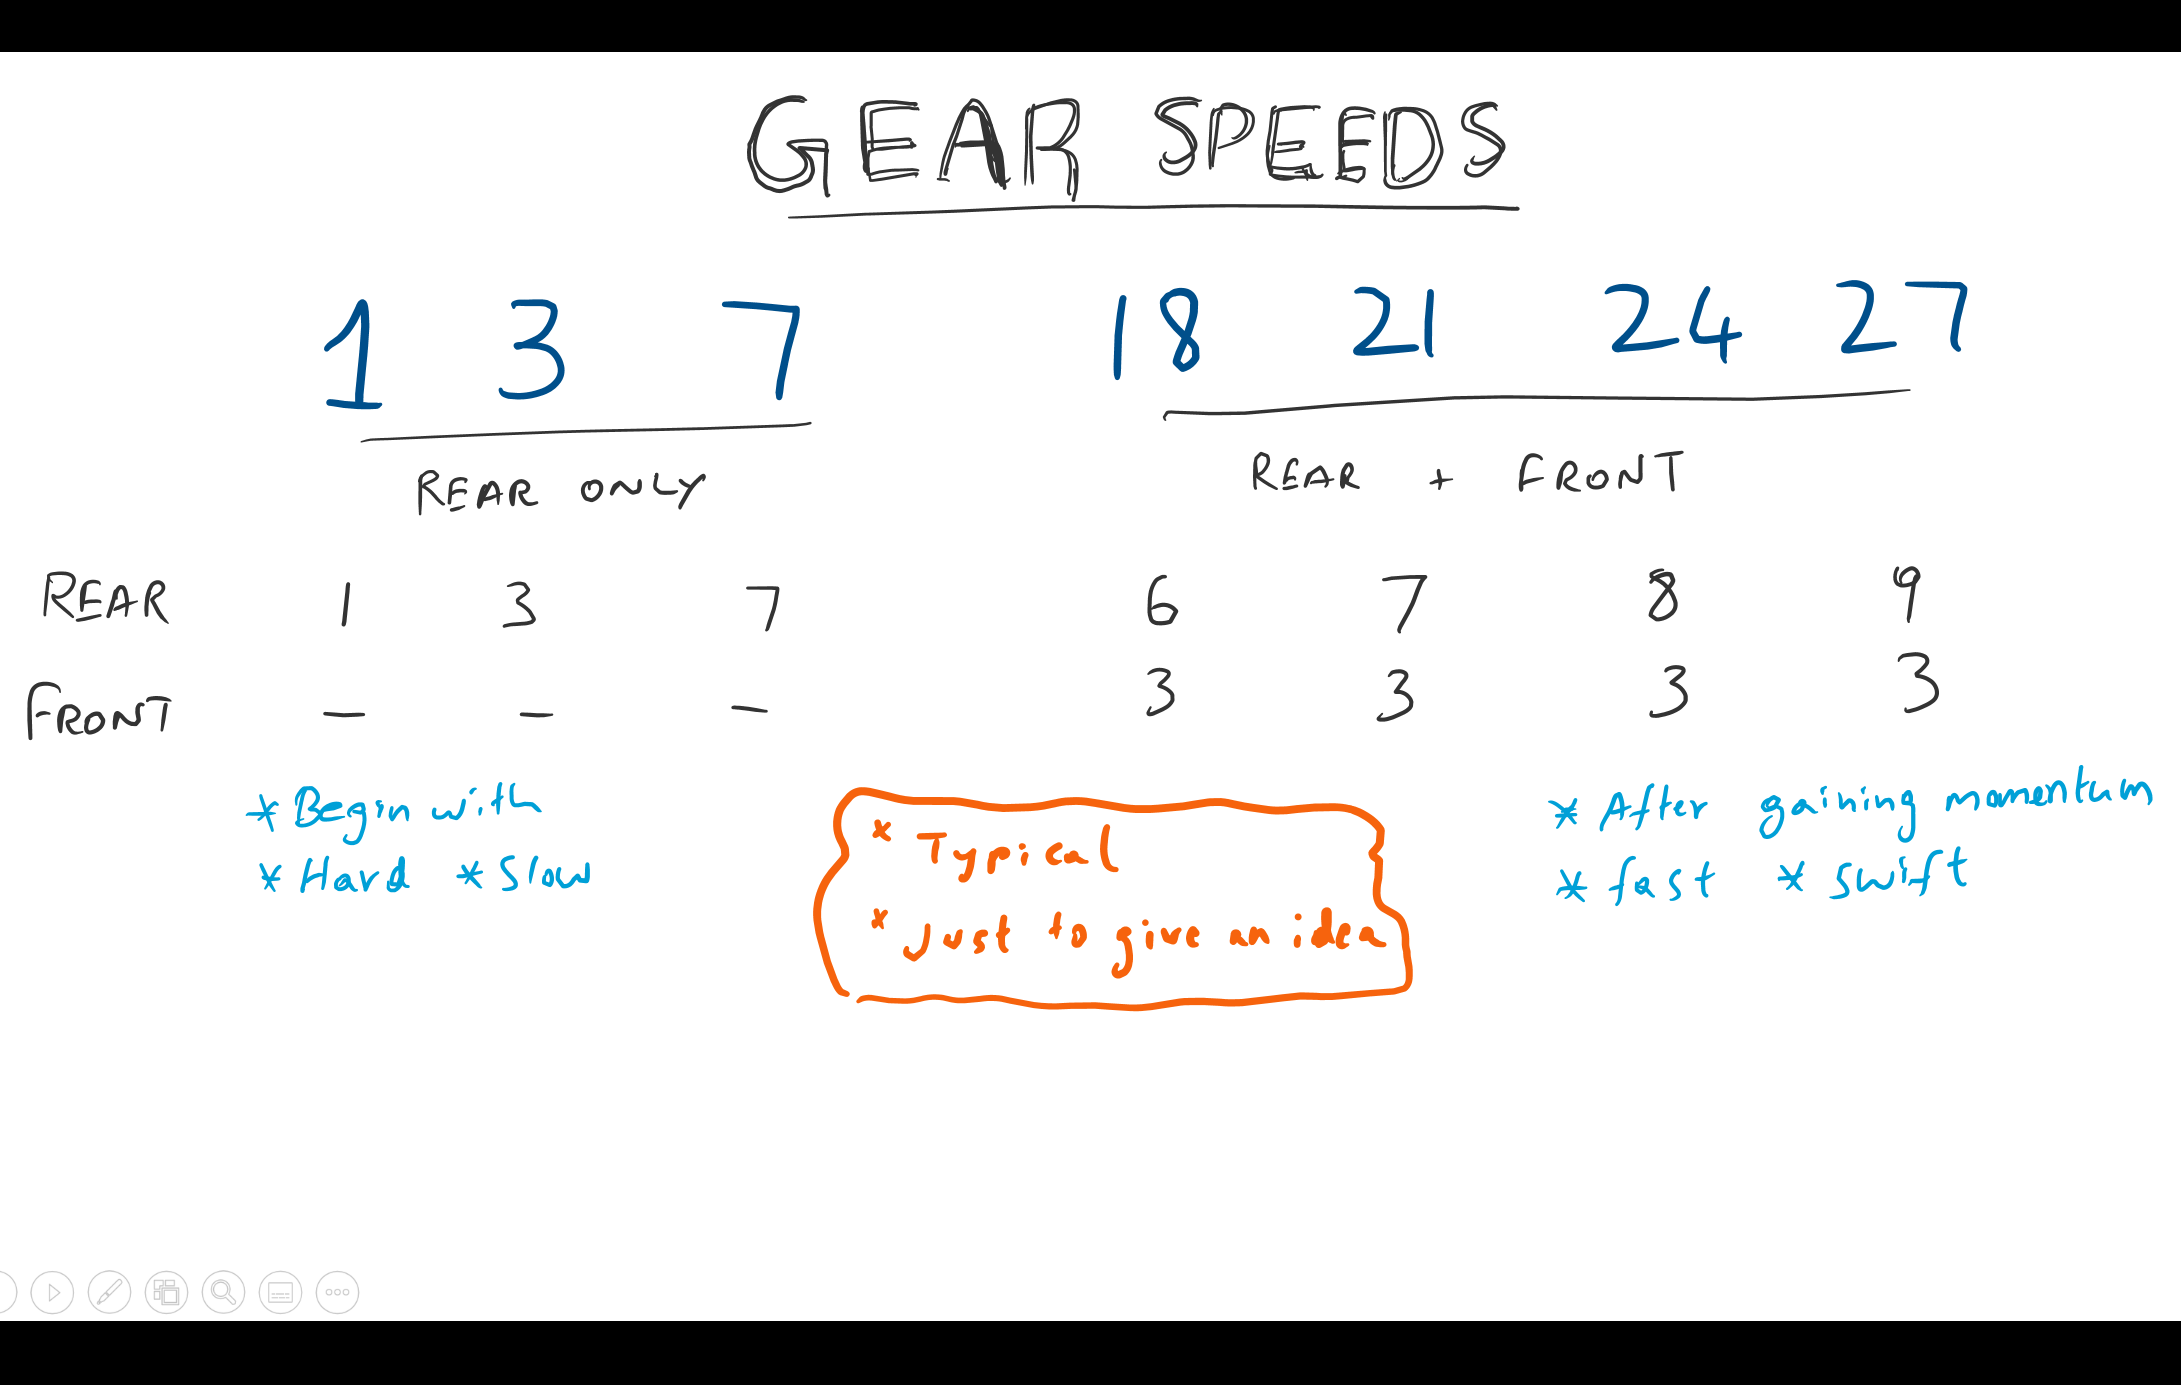 GEAR SPEEDS
1 3 7 18 21 24 27
REAR ONLY REAR + FRONT
REAR 1 3 7 6 7 8 9
FRONT - - - 3 3 3 3
* Begin with
* Hard * Slow
* Typical
* Just to give an idea
* After gaining momentum
* fast * swift